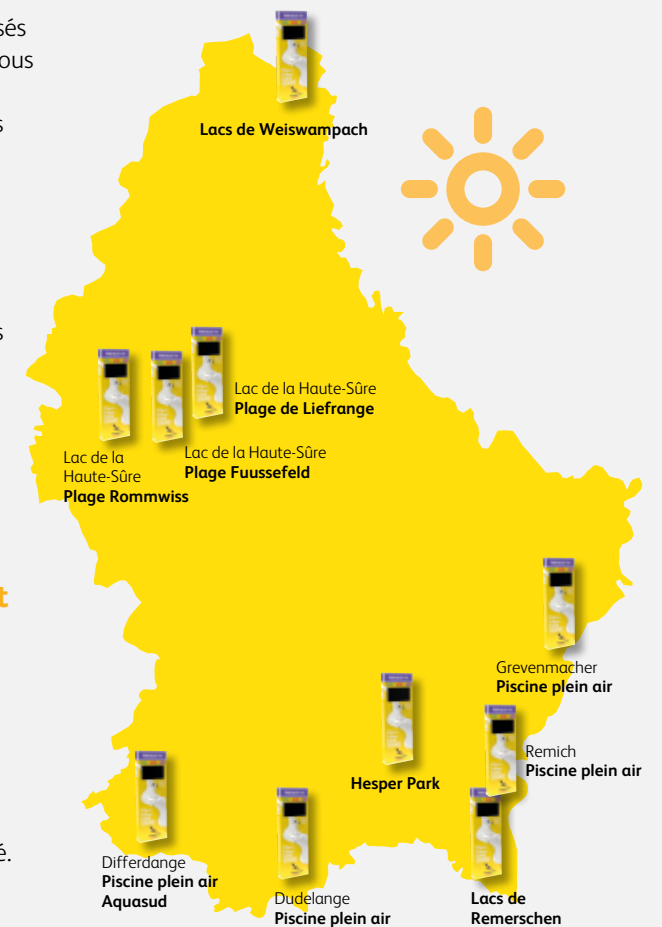 sés
ous
s
s
t
é.
Lacs de Weiswampach
Lac de la Haute-Sûre
Plage de Liefrange
Lac de la Haute-Sûre
Plage Fuussefeld
Lac de la
Haute-Sûre
Plage Rommwiss
Grevenmacher
Piscine plein air
Remich
Piscine plein air
Hesper Park
Differdange
Piscine plein air
Aquasud
Dudelange
Piscine plein air
Lacs de
Remerschen